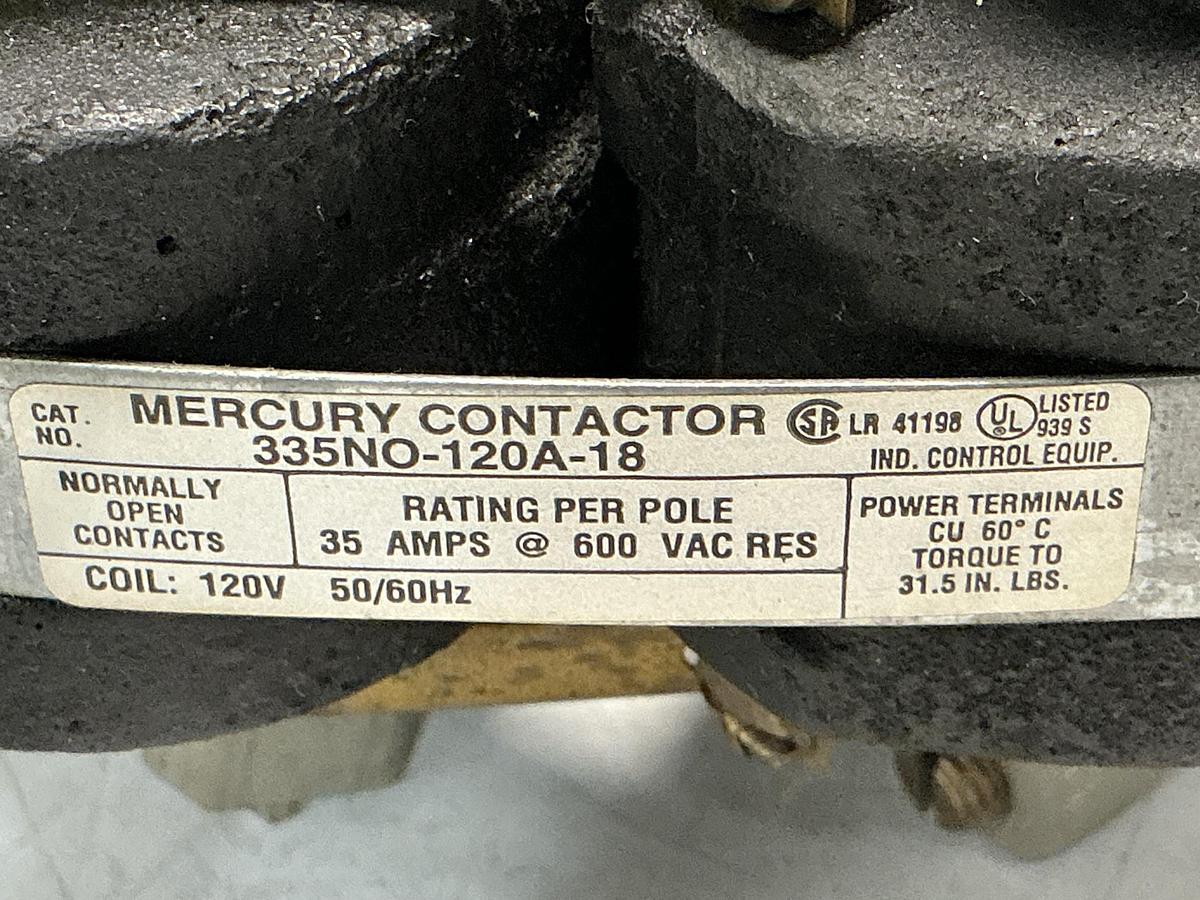 CAT. NO.
MERCURY CONTACTOR
335NO-120A-18
SA LR 41198 UL LISTED 939 S
IND. CONTROL EQUIP.
NORMALLY
OPEN
CONTACTS
RATING PER POLE
35 AMPS @ 600 VAC RES
POWER TERMINALS
CU 60° C
TORQUE TO
31.5 IN. LBS.
COIL: 120V 50/60Hz